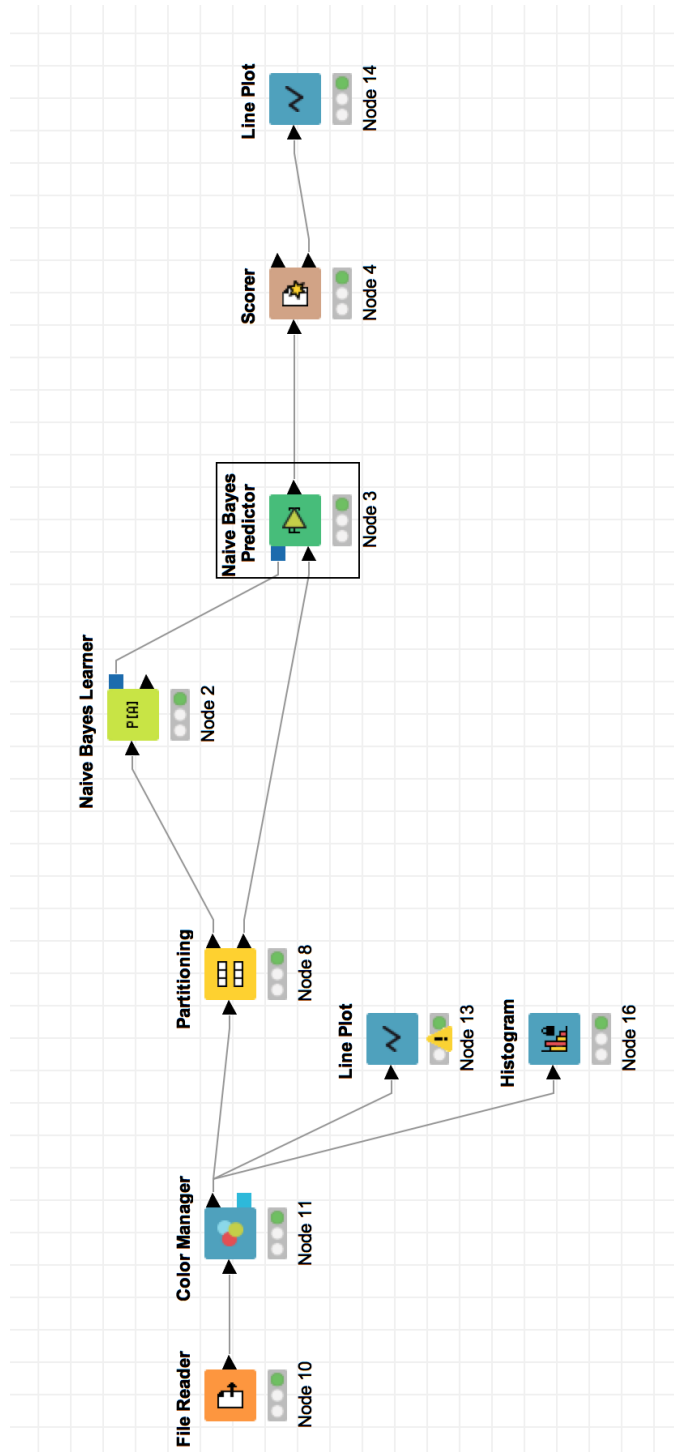 File Reader
Node 10
Color Manager
Node 11
Partitioning
Node 8
Line Plot
Node 13
Histogram
Node 16
Naive Bayes Learner
P[A]
Node 2
Naive Bayes
Predictor
Node 3
Scorer
Node 4
Line Plot
Node 14